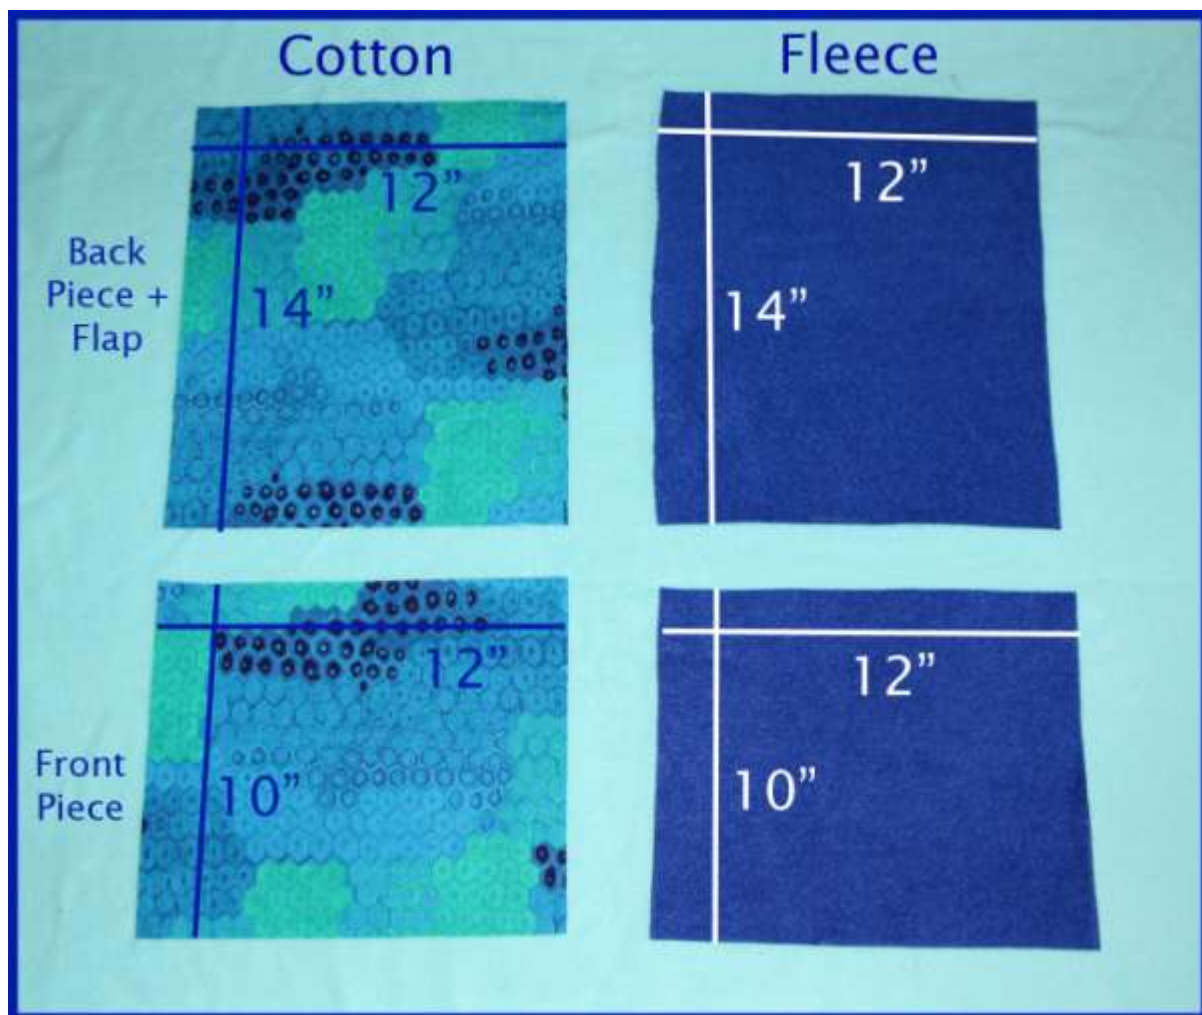 Cotton
Fleece
Back
Piece +
Flap
12”
14”
12”
14”
Front
Piece
12”
10”
12”
10”